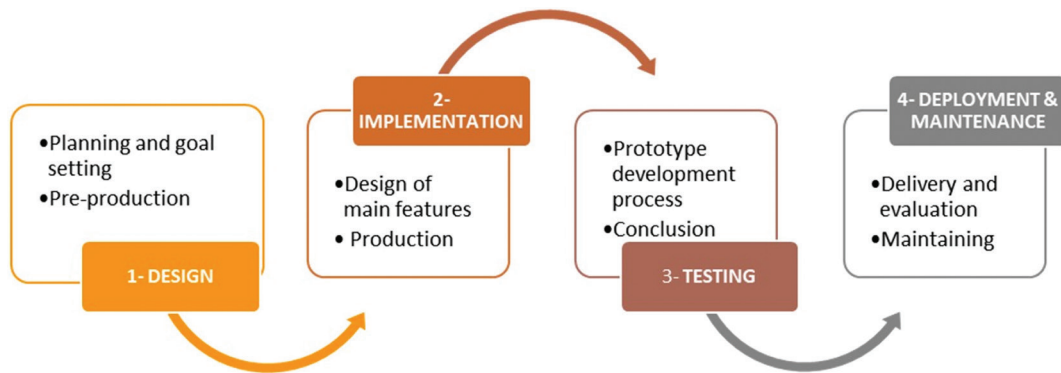 •Planning and goal
setting
•Pre-production
1- DESIGN
2-
IMPLEMENTATION
•Design of
main features
• Production
•Prototype
development
process
•Conclusion
3- TESTING
4- DEPLOYMENT &
MAINTENANCE
•Delivery and
evaluation
•Maintaining